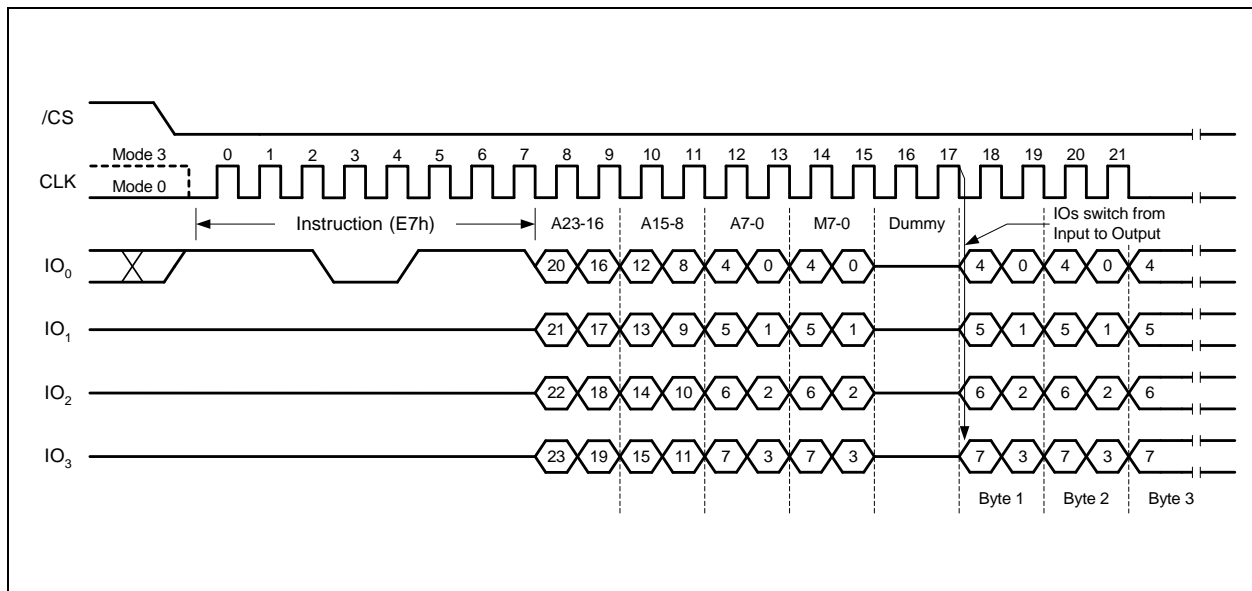 /CS
Mode 3 0 1 2 3 4 5 6 7 8 9 10 11 12 13 14 15 16 17 18 19 20 21
CLK Mode 0
Instruction (E7h) A23-16 A15-8 A7-0 M7-0 Dummy IOs switch from
Input to Output
IO0 20 16 12 8 4 0 4 0 4 0 4 0 4
IO1 21 17 13 9 5 1 5 1 5 1 5 1 5
IO2 22 18 14 10 6 2 6 2 6 2 6 2 6
IO3 23 19 15 11 7 3 7 3 7 3 7 3 7
Byte 1 Byte 2 Byte 3